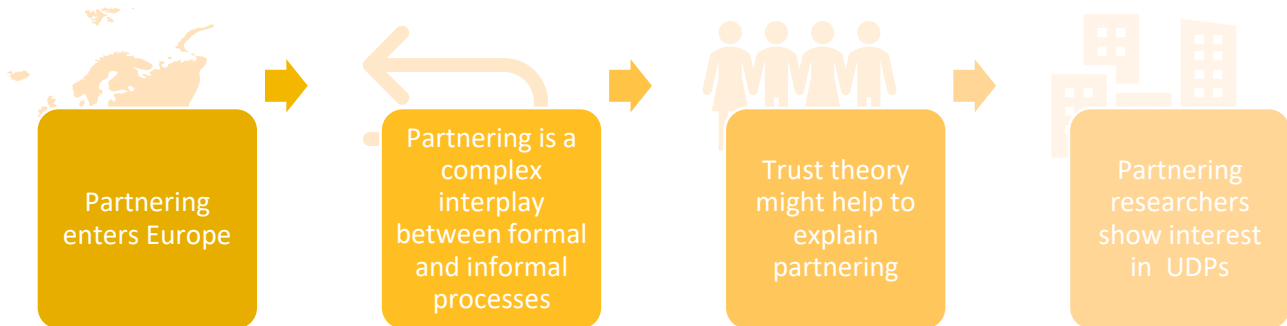 Partnering
enters Europe
Partnering is a
complex
interplay
between formal
and informal
processes
Trust theory
might help to
explain
partnering
Partnering
researchers
show interest
in UDPs